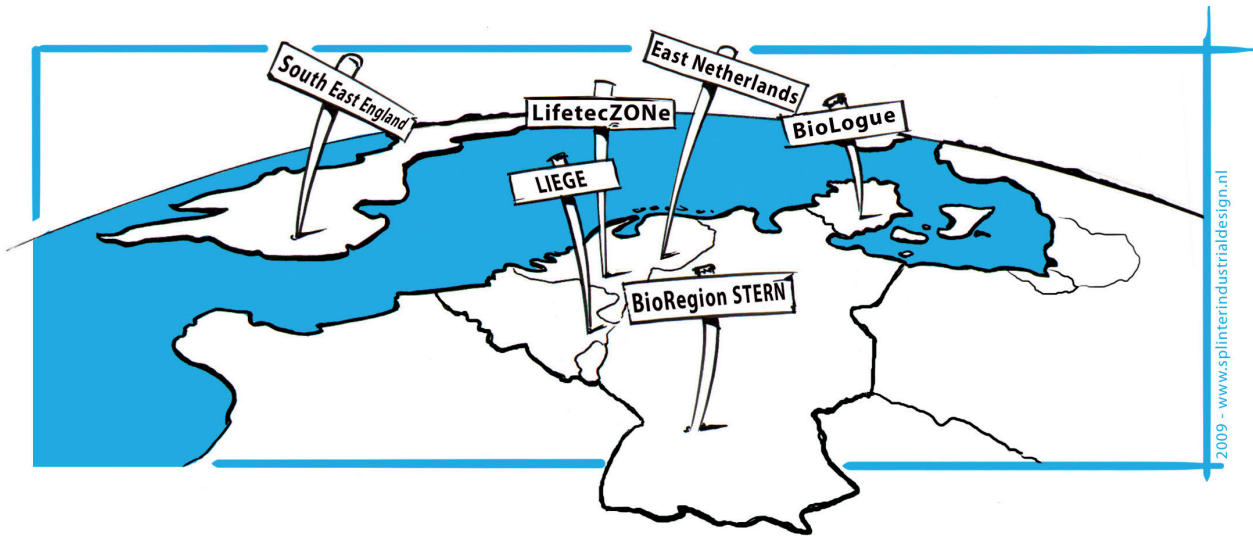 South East England
LifetecZONe
East Netherlands
BioLogue
LIEGE
BioRegion STERN
2009 - www.splinterindustrialdesign.nl